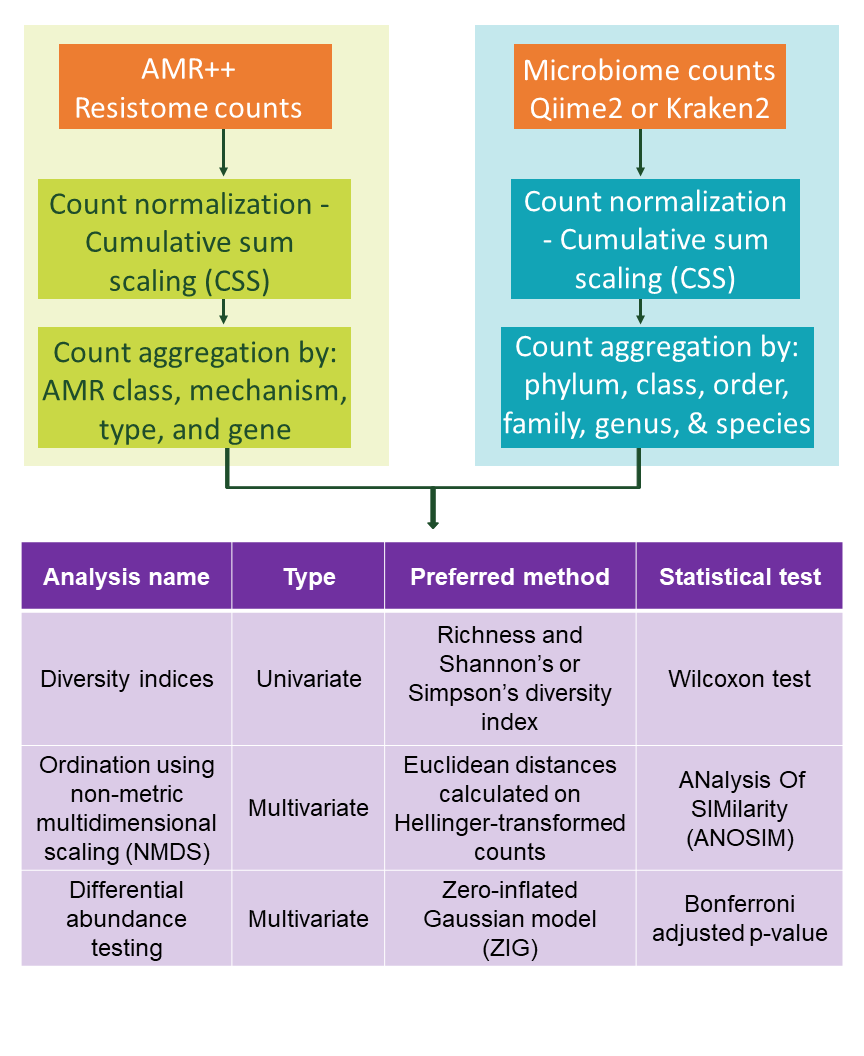 AMR++
Resistome counts
Count normalization -
Cumulative sum
scaling (CSS)
Count aggregation by:
AMR class, mechanism,
type, and gene
Microbiome counts
Qiime2 or Kraken2
Count normalization
- Cumulative sum
scaling (CSS)
Count aggregation by:
phylum, class, order,
family, genus, & species
Analysis name
Type
Preferred method
Statistical test
Diversity indices
Univariate
Richness and
Shannon’s or
Simpson’s diversity
index
Wilcoxon test
Ordination using
non-metric
multidimensional
scaling (NMDS)
Multivariate
Euclidean distances
calculated on
Hellinger-transformed
counts
ANalysis Of
SIMilarity
(ANOSIM)
Differential
abundance
testing
Multivariate
Zero-inflated
Gaussian model
(ZIG)
Bonferroni
adjusted p-value